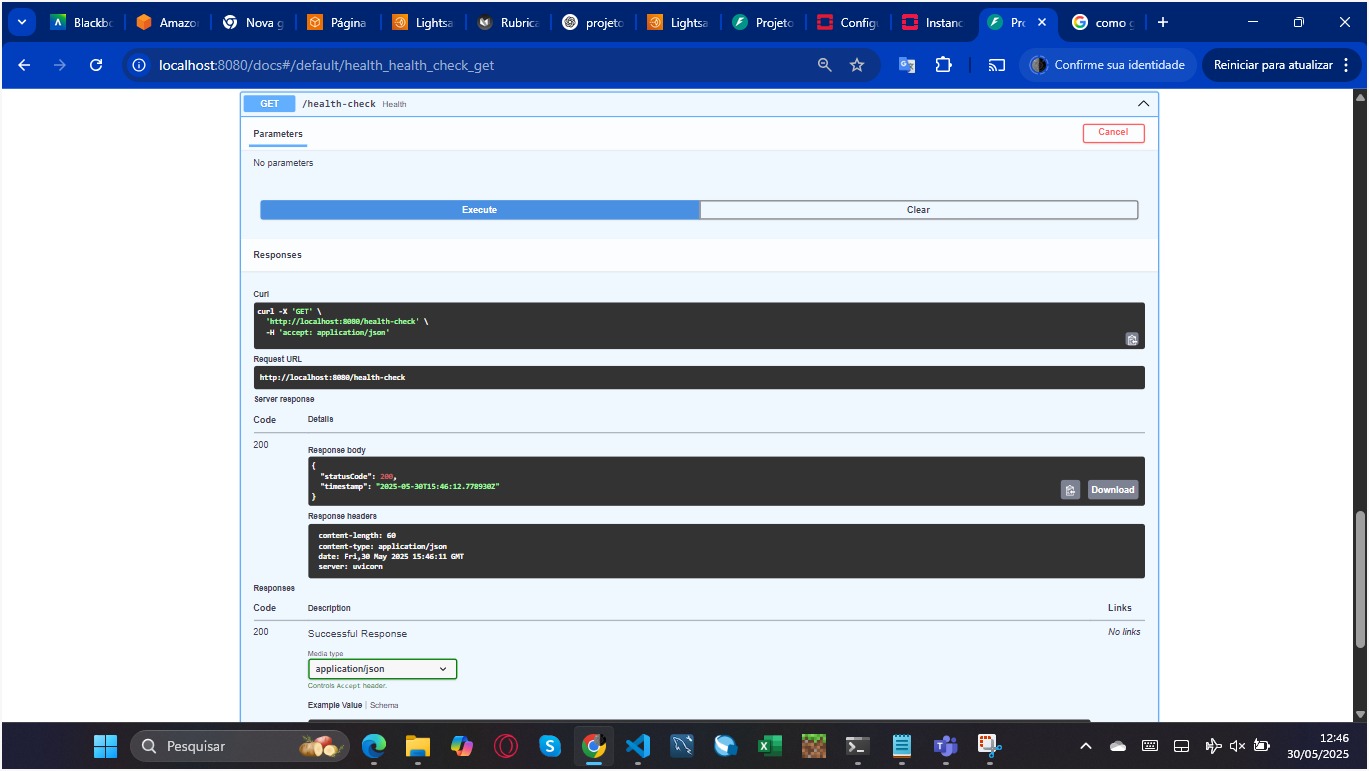 Blackbo
Amazo
Nova g
Página
Lightsa
Rubrica
projeto
Lightsa
Projeto
Config
Instanc
Pro
como g
localhost:8080/docs#/default/health_health_check_get
Confirme sua identidade
Reiniciar para atualizar
GET /health-check Health
Parameters
Cancel
No parameters
Execute
Clear
Responses
Curl
curl -X 'GET' \
'http://localhost:8080/health-check' \
-H 'accept: application/json'
Request URL
http://localhost:8080/health-check
Server response
Code Details
200
Response body
{
"statusCode": 200,
"timestamp": "2025-05-30T15:46:12.778930Z"
}
Download
Response headers
content-length: 60
content-type: application/json
date: Fri,30 May 2025 15:46:11 GMT
server: uvicorn
Responses
Code Description Links
200 Successful Response No links
Media type
application/json
Controls Accept header.
Example Value | Schema
Pesquisar
12:46
30/05/2025